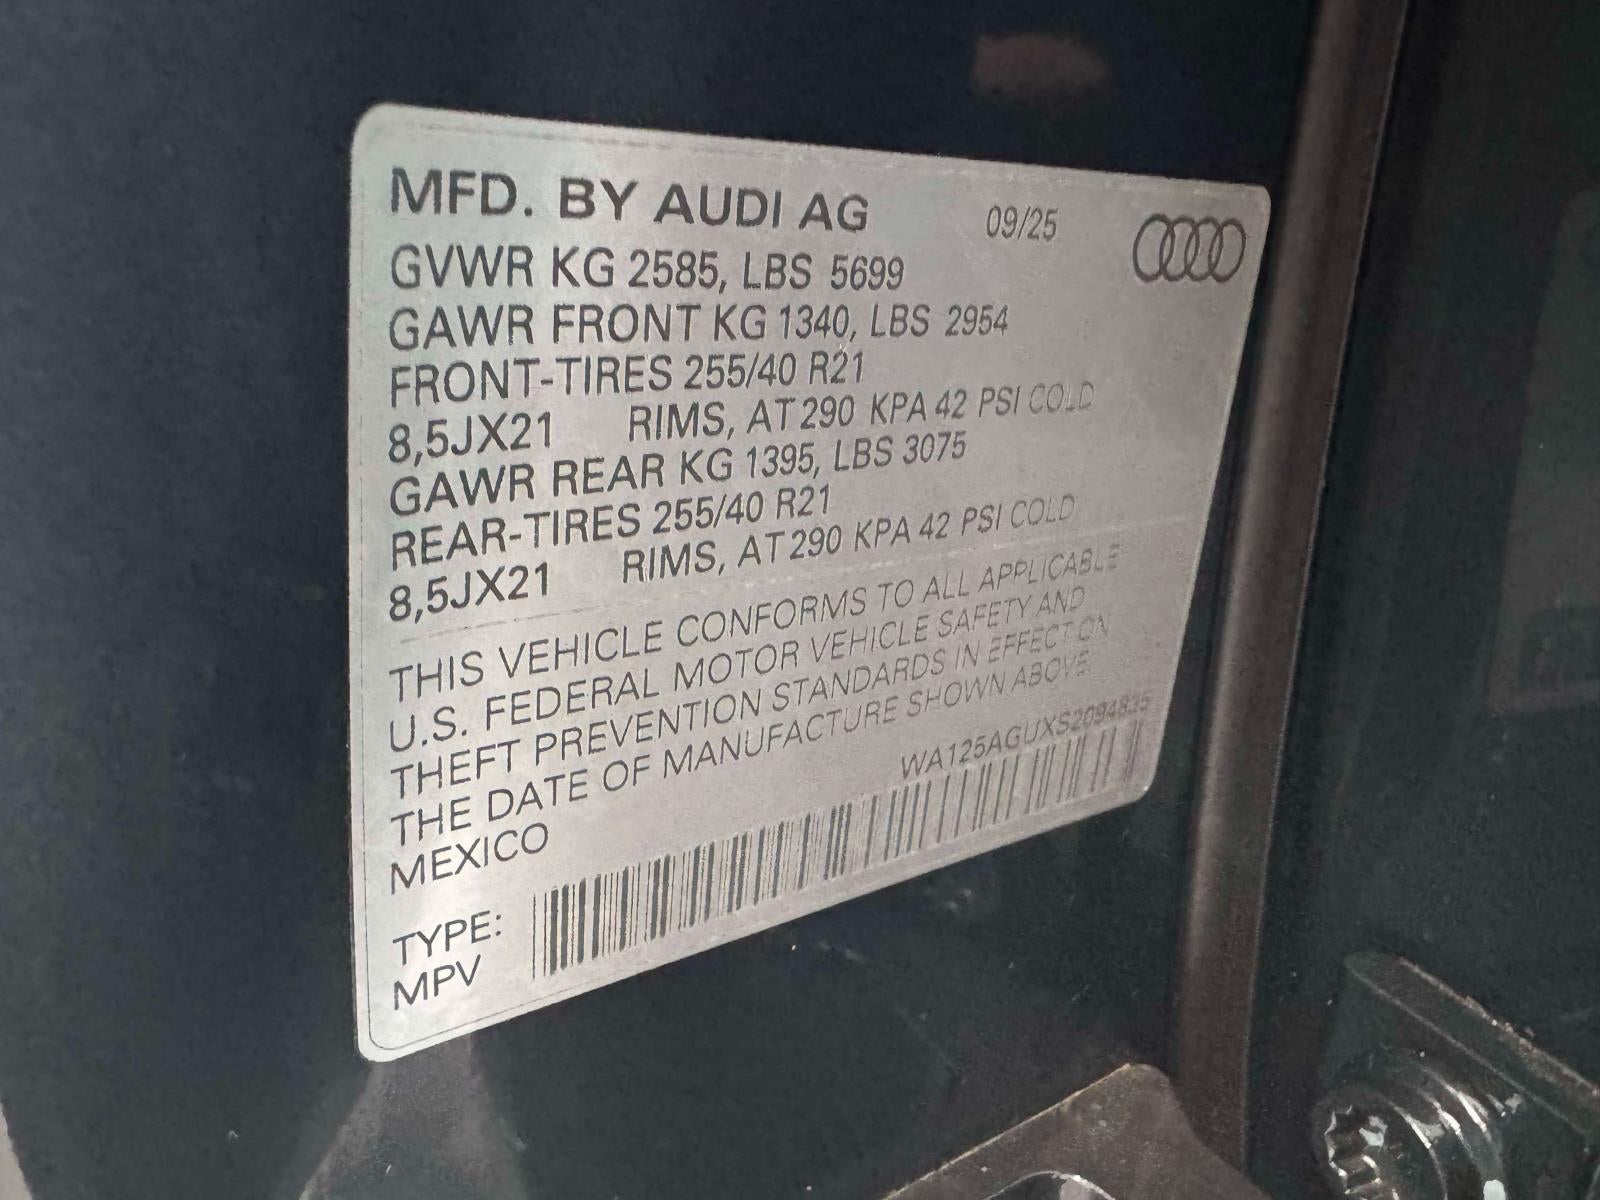 MFD. BY AUDI AG 09/25
GVWR KG 2585, LBS 5699
GAWR FRONT KG 1340, LBS 2954
FRONT-TIRES 255/40 R21
8,5JX21 RIMS, AT 290 KPA 42 PSI COLD
GAWR REAR KG 1395, LBS 3075
REAR-TIRES 255/40 R21
8,5JX21 RIMS, AT 290 KPA 42 PSI COLD
THIS VEHICLE CONFORMS TO ALL APPLICABLE
U.S. FEDERAL MOTOR VEHICLE SAFETY AND
THEFT PREVENTION STANDARDS IN EFFECT ON
THE DATE OF MANUFACTURE SHOWN ABOVE.
MEXICO
WA125AGUXS2094835
TYPE:
MPV